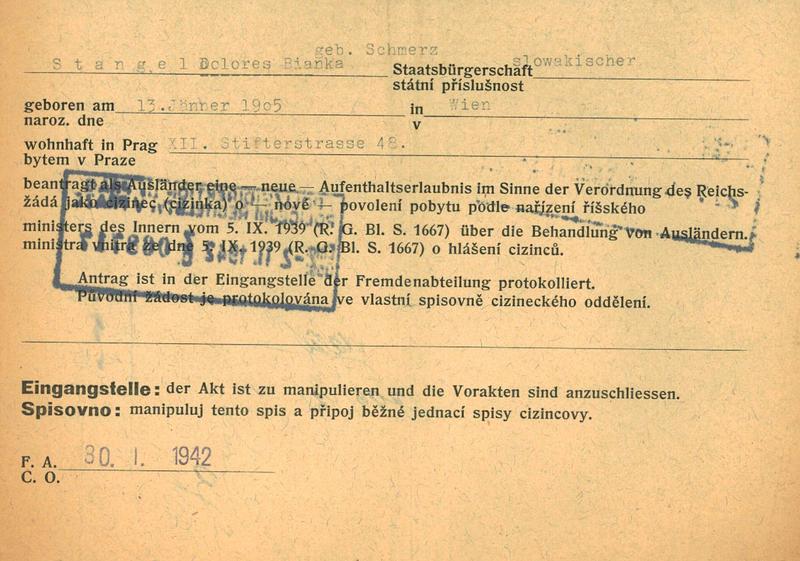 geb. Schmerz
S t a n g e l Dolores Bianka Staatsbürgerschaft slowakischer
státní příslušnost
geboren am 13.Jänner 1905 in Wien
naroz. dne v
wohnhaft in Prag XII. Stifterstrasse 48.
bytem v Praze
beantragt als Ausländer eine — neue — Aufenthaltserlaubnis im Sinne der Verordnung des Reichs-
žádá jako cizinec (cizinka) o — nové — povolení pobytu podle nařízení říšského
ministers des Innern vom 5. IX. 1939 (R. G. Bl. S. 1667) über die Behandlung von Ausländern.
ministra vnitra ze dne 5. IX. 1939 (R. G. Bl. S. 1667) o hlášení cizinců.
Antrag ist in der Eingangstelle der Fremdenabteilung protokolliert.
Původní žádost je protokolována ve vlastní spisovně cizineckého oddělení.
Eingangstelle: der Akt ist zu manipulieren und die Vorakten sind anzuschliessen.
Spisovno: manipuluj tento spis a připoj běžné jednací spisy cizincovy.
F. A. 30. I. 1942
C. O.